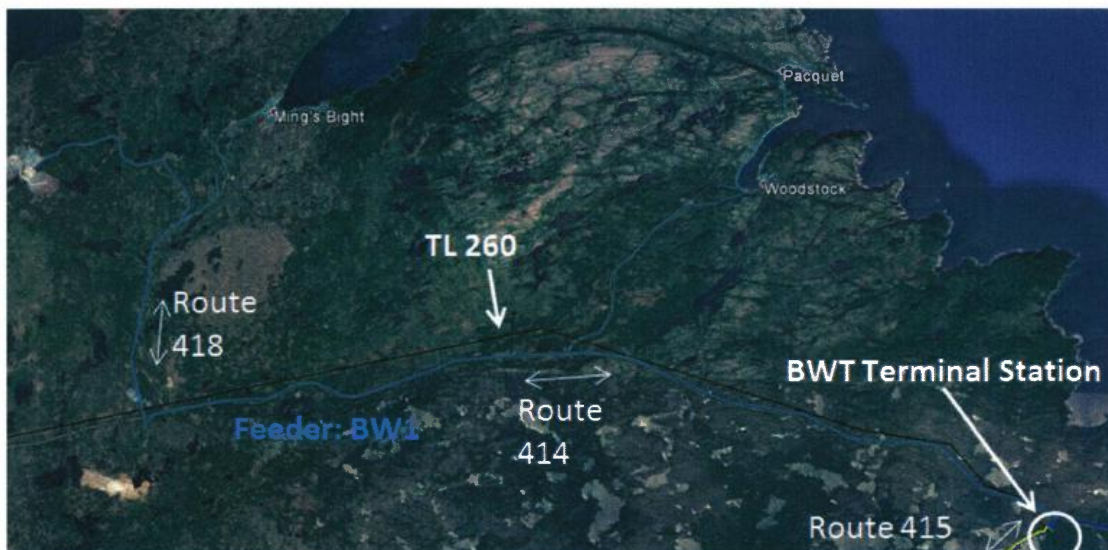 Pacquet
Ming's Bight
Woodstock
TL 260
Route
418
BWT Terminal Station
Route
414
Feeder: BW1
Route 415